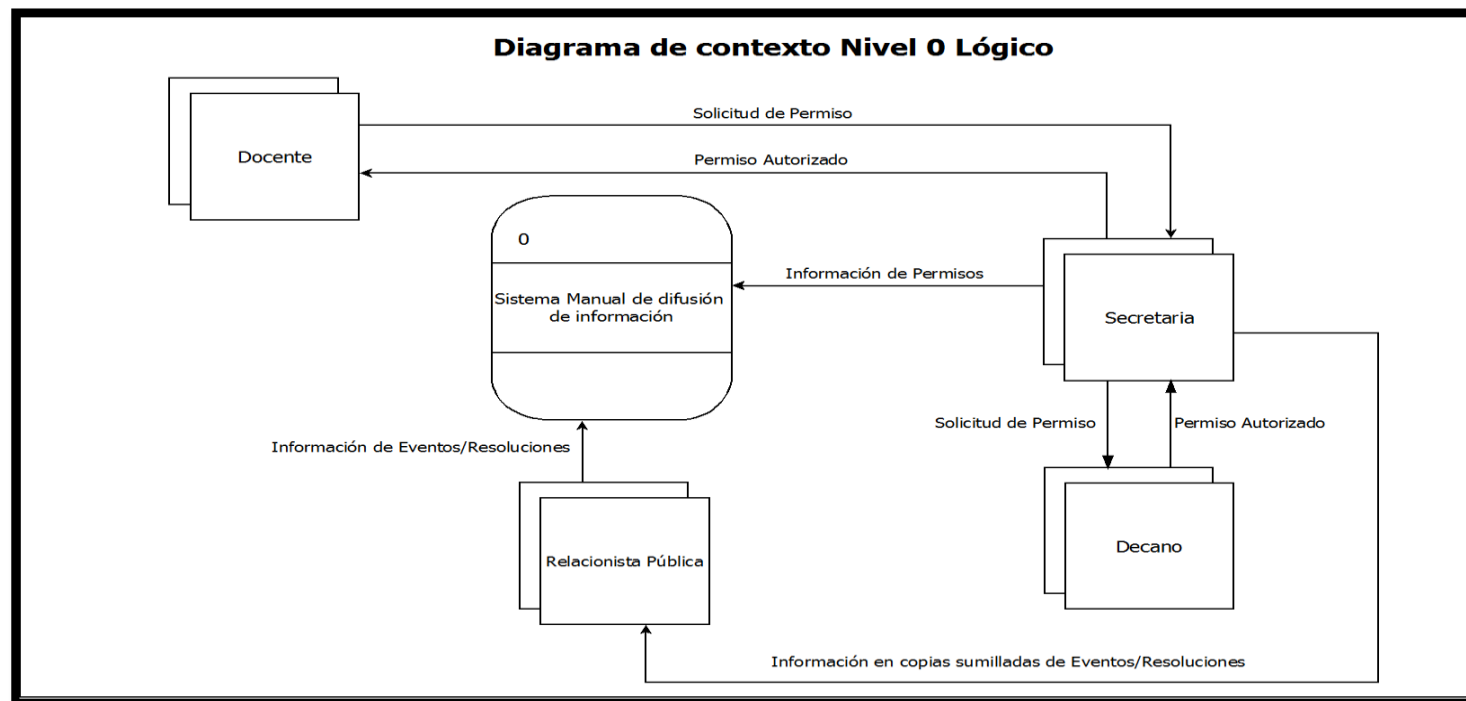 Diagrama de contexto Nivel 0 Lógico
Solicitud de Permiso
Docente
Permiso Autorizado
0
Información de Permisos
Sistema Manual de difusión
de información
Secretaria
Solicitud de Permiso
Permiso Autorizado
Información de Eventos/Resoluciones
Decano
Relacionista Pública
Información en copias sumilladas de Eventos/Resoluciones